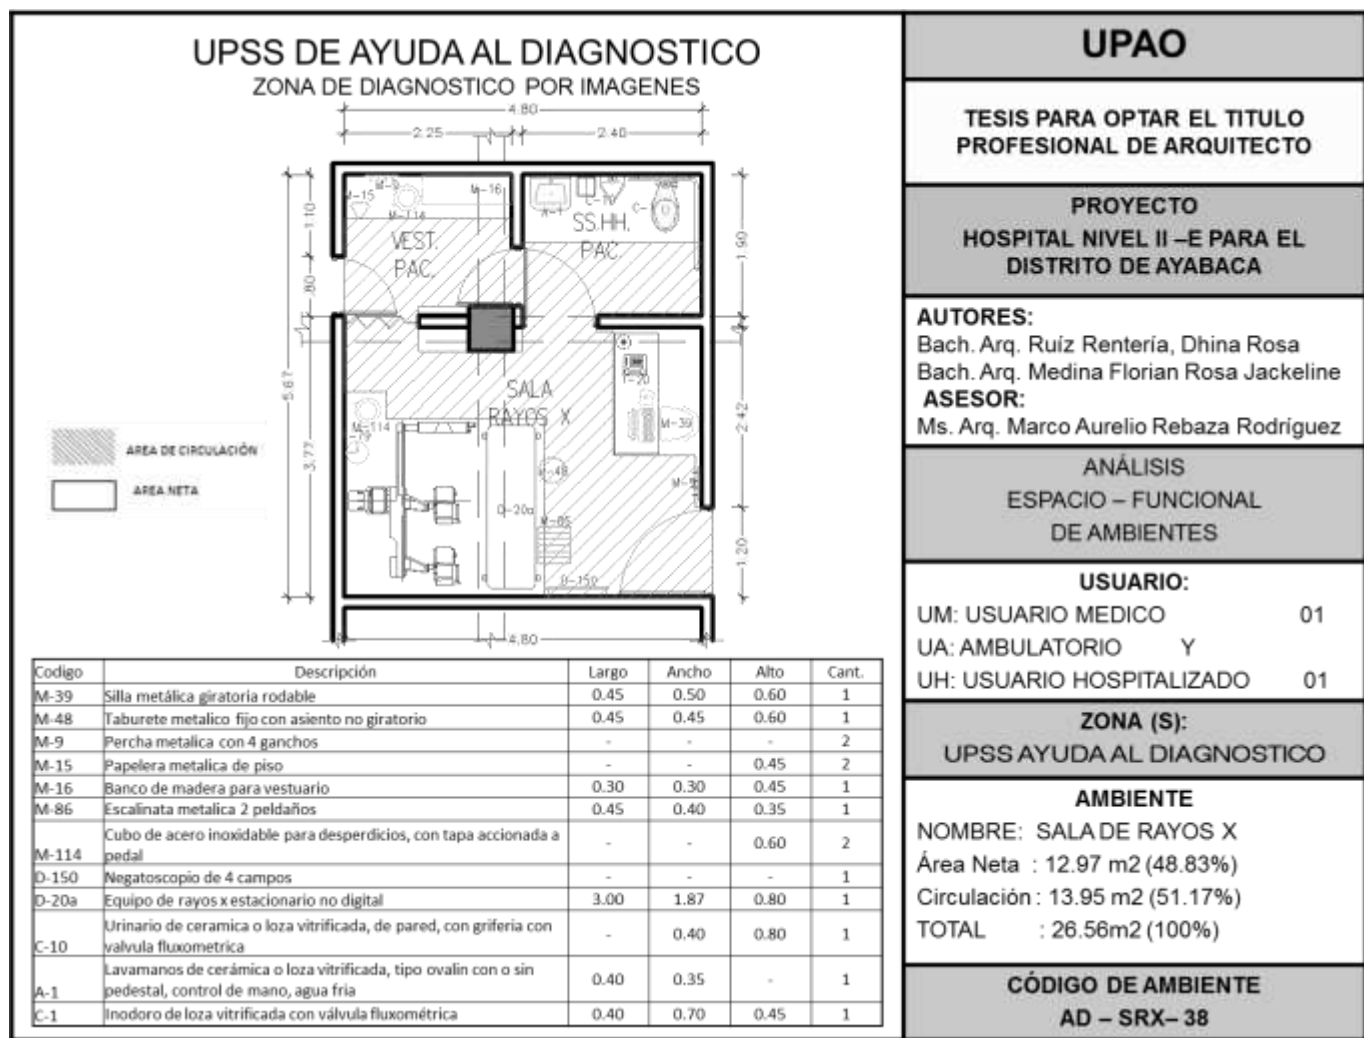 UPSS DE AYUDA AL DIAGNOSTICO
ZONA DE DIAGNOSTICO POR IMAGENES
4.80
2.25
2.40
M-15
M-9
M-114
M-16
A-1
C-10
VEST.
PAC.
SS.HH.
PAC.
1.10
.80
5.67
3.77
1.90
2.42
1.20
SALA
RAYOS X
M-114
M-39
M-48
D-20a
M-86
D-150
4.80
AREA DE CIRCULACIÓN
AREA NETA
Codigo Descripción Largo Ancho Alto Cant.
M-39 Silla metálica giratoria rodable 0.45 0.50 0.60 1
M-48 Taburete metalico fijo con asiento no giratorio 0.45 0.45 0.60 1
M-9 Percha metalica con 4 ganchos - - - 2
M-15 Papelera metalica de piso - - 0.45 2
M-16 Banco de madera para vestuario 0.30 0.30 0.45 1
M-86 Escalinata metalica 2 peldaños 0.45 0.40 0.35 1
M-114 Cubo de acero inoxidable para desperdicios, con tapa accionada a
pedal - - 0.60 2
D-150 Negatoscopio de 4 campos - - - 1
D-20a Equipo de rayos x estacionario no digital 3.00 1.87 0.80 1
C-10 Urinario de ceramica o loza vitrificada, de pared, con griferia con
valvula fluxometrica - 0.40 0.80 1
A-1 Lavamanos de cerámica o loza vitrificada, tipo ovalin con o sin
pedestal, control de mano, agua fria 0.40 0.35 - 1
C-1 Inodoro de loza vitrificada con válvula fluxométrica 0.40 0.70 0.45 1
UPAO
TESIS PARA OPTAR EL TITULO
PROFESIONAL DE ARQUITECTO
PROYECTO
HOSPITAL NIVEL II –E PARA EL
DISTRITO DE AYABACA
AUTORES:
Bach. Arq. Ruíz Rentería, Dhina Rosa
Bach. Arq. Medina Florian Rosa Jackeline
ASESOR:
Ms. Arq. Marco Aurelio Rebaza Rodríguez
ANÁLISIS
ESPACIO – FUNCIONAL
DE AMBIENTES
USUARIO:
UM: USUARIO MEDICO 01
UA: AMBULATORIO Y
UH: USUARIO HOSPITALIZADO 01
ZONA (S):
UPSS AYUDA AL DIAGNOSTICO
AMBIENTE
NOMBRE: SALA DE RAYOS X
Área Neta : 12.97 m2 (48.83%)
Circulación : 13.95 m2 (51.17%)
TOTAL : 26.56m2 (100%)
CÓDIGO DE AMBIENTE
AD – SRX– 38